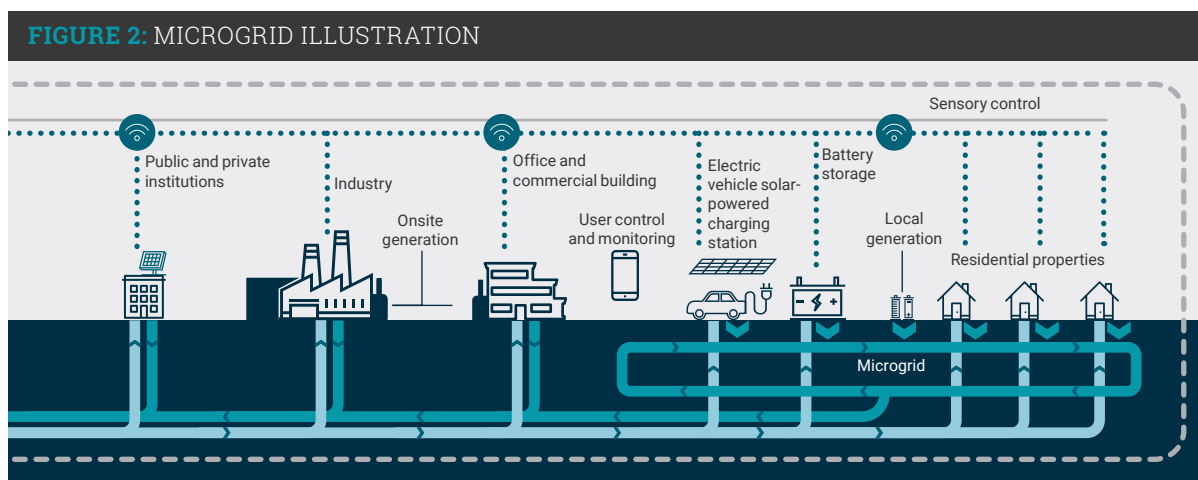 FIGURE 2: MICROGRID ILLUSTRATION
Sensory control
Public and private
institutions
Industry
Onsite
generation
Office and
commercial building
User control
and monitoring
Electric
vehicle solar-
powered
charging
station
Battery
storage
Local
generation
Residential properties
Microgrid